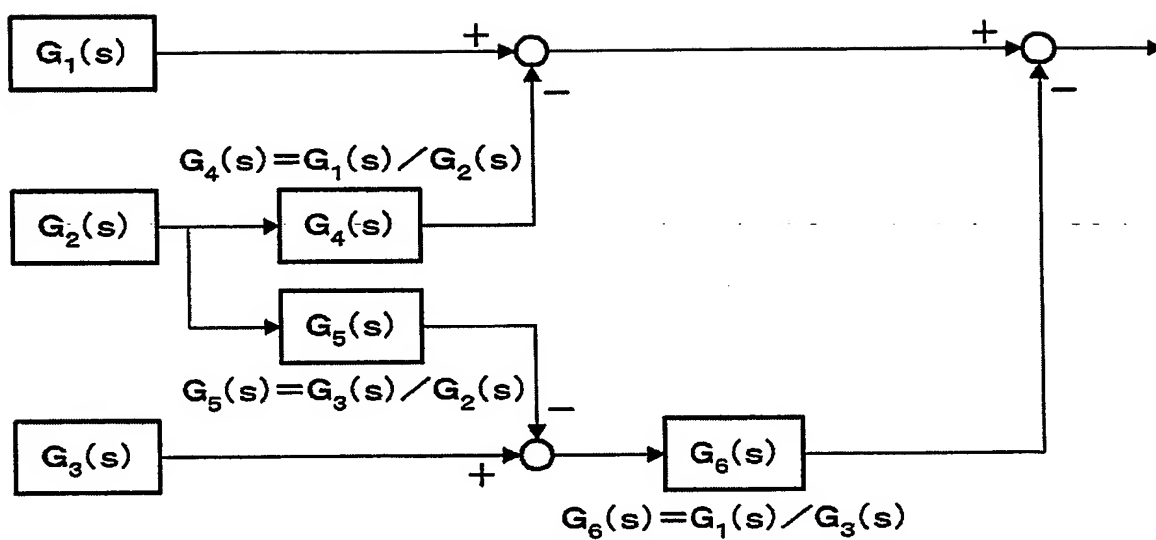 G₁(s)
+
+
−
−
G₄(s)=G₁(s)/G₂(s)
G₂(s)
G₄(s)
G₅(s)
G₅(s)=G₃(s)/G₂(s)
−
G₃(s)
+
G₆(s)
G₆(s)=G₁(s)/G₃(s)